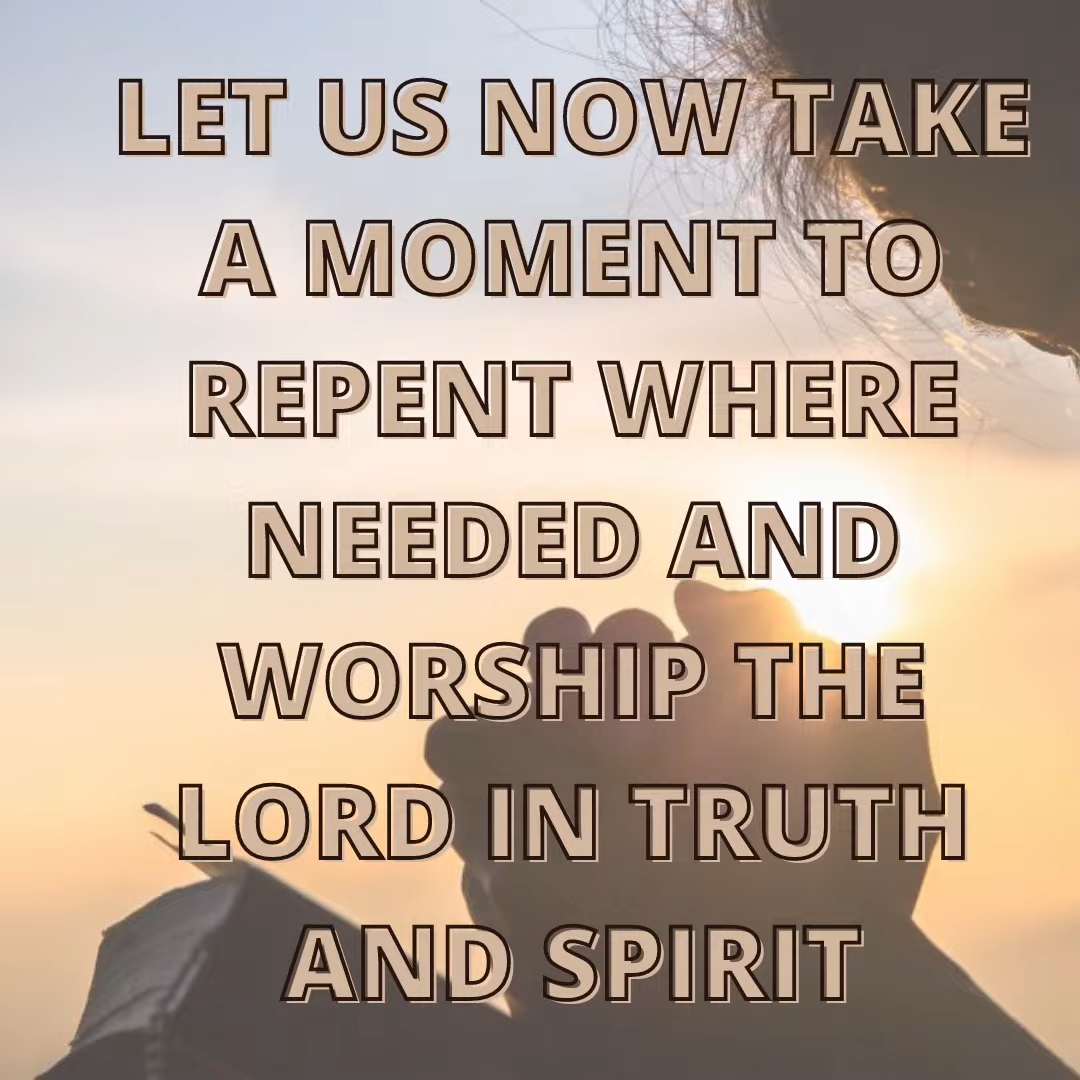 LET US NOW TAKE
A MOMENT TO
REPENT WHERE
NEEDED AND
WORSHIP THE
LORD IN TRUTH
AND SPIRIT